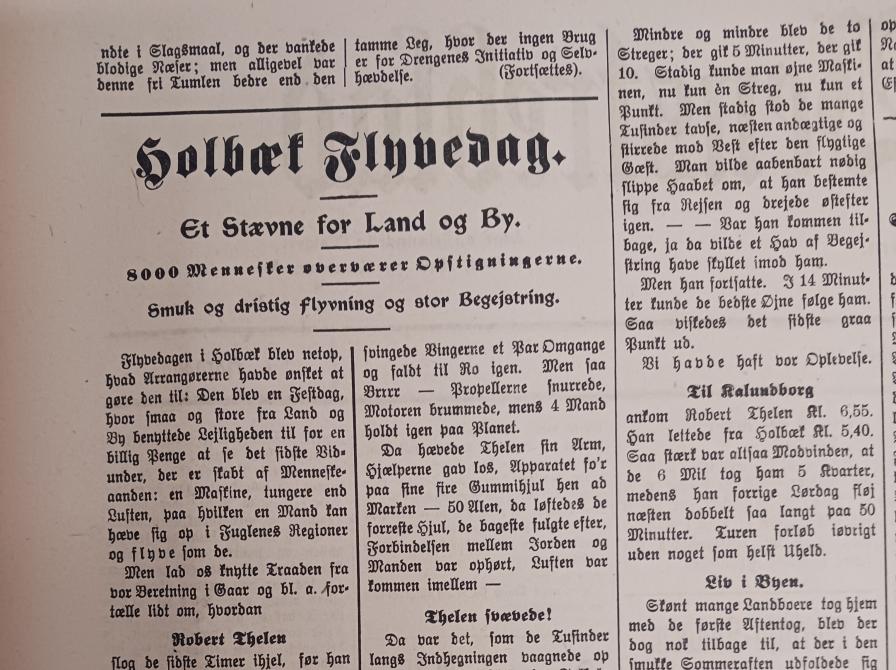 ndte i Slagsmaal, og der vankede
blodige Næser; men alligevel var
denne fri Tumlen bedre end den
tamme Leg, hvor der ingen Brug
er for Drengenes Initiativ og Selv-
hævdelse. (Fortsættes).
Holbæk Flyvedag.
Et Stævne for Land og By.
8000 Mennesker overværer Opstigningerne.
Smuk og dristig Flyvning og stor Begejstring.
Flyvedagen i Holbæk blev netop,
hvad Arrangørerne havde ønsket at
gøre den til: Den blev en Festdag,
hvor smaa og store fra Land og
By benyttede Lejligheden til for en
billig Penge at se det sidste Vid-
under, der er skabt af Menneske-
aanden: en Maskine, tungere end
Luften, paa hvilken en Mand kan
hæve sig op i Fuglenes Regioner
og flyve som de.
Men lad os knytte Traaden fra
vor Beretning i Gaar og bl. a. for-
tælle lidt om, hvordan
Robert Thelen
slog de sidste Timer ihjel, før han
svingede Vingerne et Par Omgange
og faldt til Ro igen. Men saa
Brrr — Propellerne snurrede,
Motoren brummede, mens 4 Mand
holdt igen paa Planet.
Da hævede Thelen sin Arm,
Hjælperne gav los, Apparatet fo'r
paa sine fire Gummihjul hen ad
Marken — 50 Alen, da løftedes de
forreste Hjul, de bageste fulgte efter,
Forbindelsen mellem Jorden og
Manden var ophørt, Luften var
kommen imellem —
Thelen svævede!
Da var det, som de Tusinder
langs Indhegningen vaagnede op
Mindre og mindre blev de to
Streger; der gik 5 Minutter, der gik
10. Stadig kunde man øjne Maski-
nen, nu kun èn Streg, nu kun et
Punkt. Men stadig stod de mange
Tusinder tavse, næsten andægtige og
stirrede mod Vest efter den flygtige
Gæst. Man vilde aabenbart nødig
slippe Haabet om, at han bestemte
sig fra Rejsen og drejede østefter
igen. — — Var han kommen til-
bage, ja da vilde et Hav af Begej-
string have skyllet imod ham.
Men han fortsatte. I 14 Minut-
ter kunde de bedste Øjne følge ham.
Saa viskedes det sidste graa
Punkt ud.
Vi havde haft vor Oplevelse.
Til Kalundborg
ankom Robert Thelen Kl. 6,55.
Han lettede fra Holbæk Kl. 5,40.
Saa stærk var altsaa Modvinden, at
de 6 Mil tog ham 5 Kvarter,
medens han forrige Lørdag fløj
næsten dobbelt saa langt paa 50
Minutter. Turen forløb iøvrigt
uden noget som helst Uheld.
Liv i Byen.
Skønt mange Landboere tog hjem
med de første Aftentog, blev der
dog nok tilbage til, at der i den
smukke Sommeraften udfoldede sig